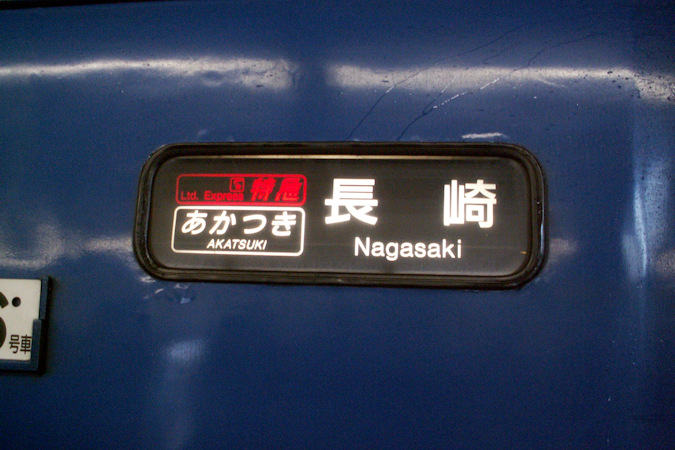 Ltd. Express 特急
あかつき
AKATSUKI
長崎
Nagasaki
号車